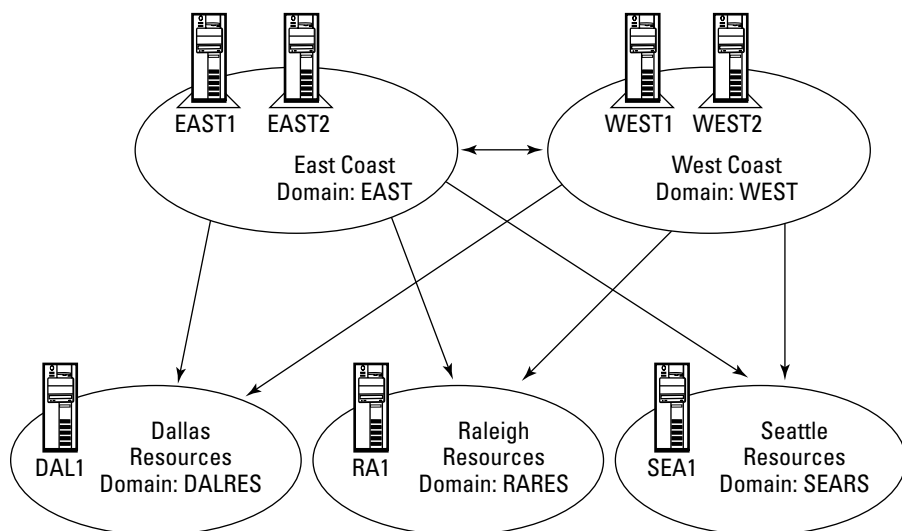 EAST1
EAST2
WEST1
WEST2
East Coast
Domain: EAST
West Coast
Domain: WEST
DAL1
Dallas
Resources
Domain: DALRES
RA1
Raleigh
Resources
Domain: RARES
SEA1
Seattle
Resources
Domain: SEARS